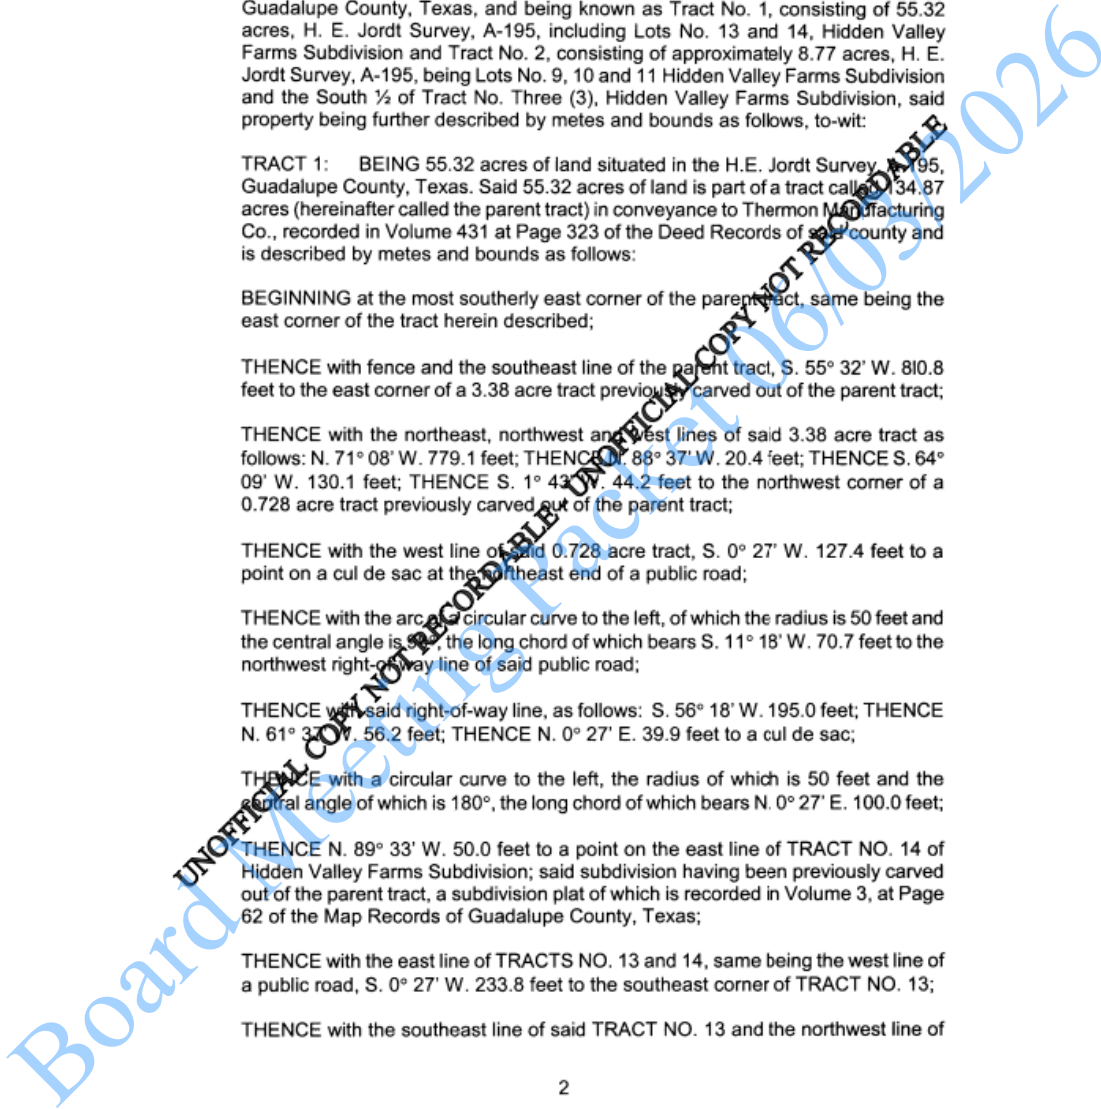 Guadalupe County, Texas, and being known as Tract No. 1, consisting of 55.32
acres, H. E. Jordt Survey, A-195, including Lots No. 13 and 14, Hidden Valley
Farms Subdivision and Tract No. 2, consisting of approximately 8.77 acres, H. E.
Jordt Survey, A-195, being Lots No. 9, 10 and 11 Hidden Valley Farms Subdivision
and the South ½ of Tract No. Three (3), Hidden Valley Farms Subdivision, said
property being further described by metes and bounds as follows, to-wit:
TRACT 1: BEING 55.32 acres of land situated in the H.E. Jordt Survey, A-195,
Guadalupe County, Texas. Said 55.32 acres of land is part of a tract called 134.87
acres (hereinafter called the parent tract) in conveyance to Thermon Manufacturing
Co., recorded in Volume 431 at Page 323 of the Deed Records of said county and
is described by metes and bounds as follows:
BEGINNING at the most southerly east corner of the parent tract, same being the
east corner of the tract herein described;
THENCE with fence and the southeast line of the parent tract, S. 55° 32' W. 8l0.8
feet to the east corner of a 3.38 acre tract previously carved out of the parent tract;
THENCE with the northeast, northwest and west lines of said 3.38 acre tract as
follows: N. 71° 08' W. 779.1 feet; THENCE N. 88° 37' W. 20.4 feet; THENCE S. 64°
09' W. 130.1 feet; THENCE S. 1° 43' W. 44.2 feet to the northwest corner of a
0.728 acre tract previously carved out of the parent tract;
THENCE with the west line of said 0.728 acre tract, S. 0° 27' W. 127.4 feet to a
point on a cul de sac at the northeast end of a public road;
THENCE with the arc of a circular curve to the left, of which the radius is 50 feet and
the central angle is , the long chord of which bears S. 11° 18' W. 70.7 feet to the
northwest right-of-way line of said public road;
THENCE with said right-of-way line, as follows: S. 56° 18' W. 195.0 feet; THENCE
N. 61° W. 56.2 feet; THENCE N. 0° 27' E. 39.9 feet to a cul de sac;
THENCE with a circular curve to the left, the radius of which is 50 feet and the
central angle of which is 180°, the long chord of which bears N. 0° 27' E. 100.0 feet;
THENCE N. 89° 33' W. 50.0 feet to a point on the east line of TRACT NO. 14 of
Hidden Valley Farms Subdivision; said subdivision having been previously carved
out of the parent tract, a subdivision plat of which is recorded in Volume 3, at Page
62 of the Map Records of Guadalupe County, Texas;
THENCE with the east line of TRACTS NO. 13 and 14, same being the west line of
a public road, S. 0° 27' W. 233.8 feet to the southeast corner of TRACT NO. 13;
THENCE with the southeast line of said TRACT NO. 13 and the northwest line of
2
UNOFFICIAL COPY NOT RECORDABLE - UNOFFICIAL COPY NOT RECORDABLE
Board Meeting Packet 06/03/2026